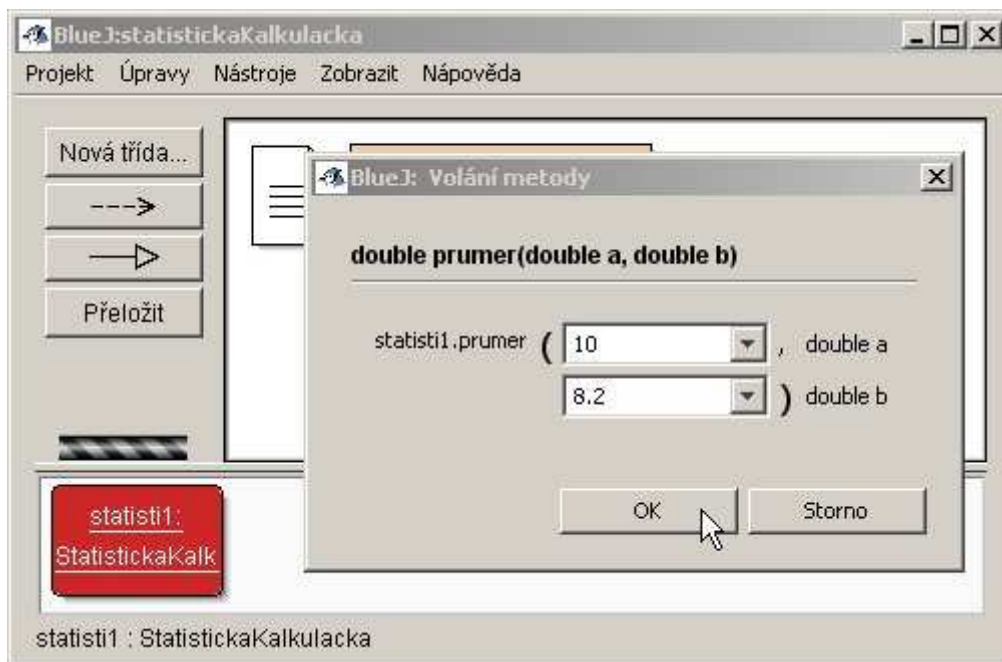 BlueJ:statistickaKalkulacka
Projekt Úpravy Nástroje Zobrazit Nápověda
Nová třída...
Přeložit
BlueJ: Volání metody
double prumer(double a, double b)
statisti1.prumer ( 10 , double a
8.2 ) double b
OK Storno
statisti1:
StatistickaKalk
statisti1 : StatistickaKalkulacka